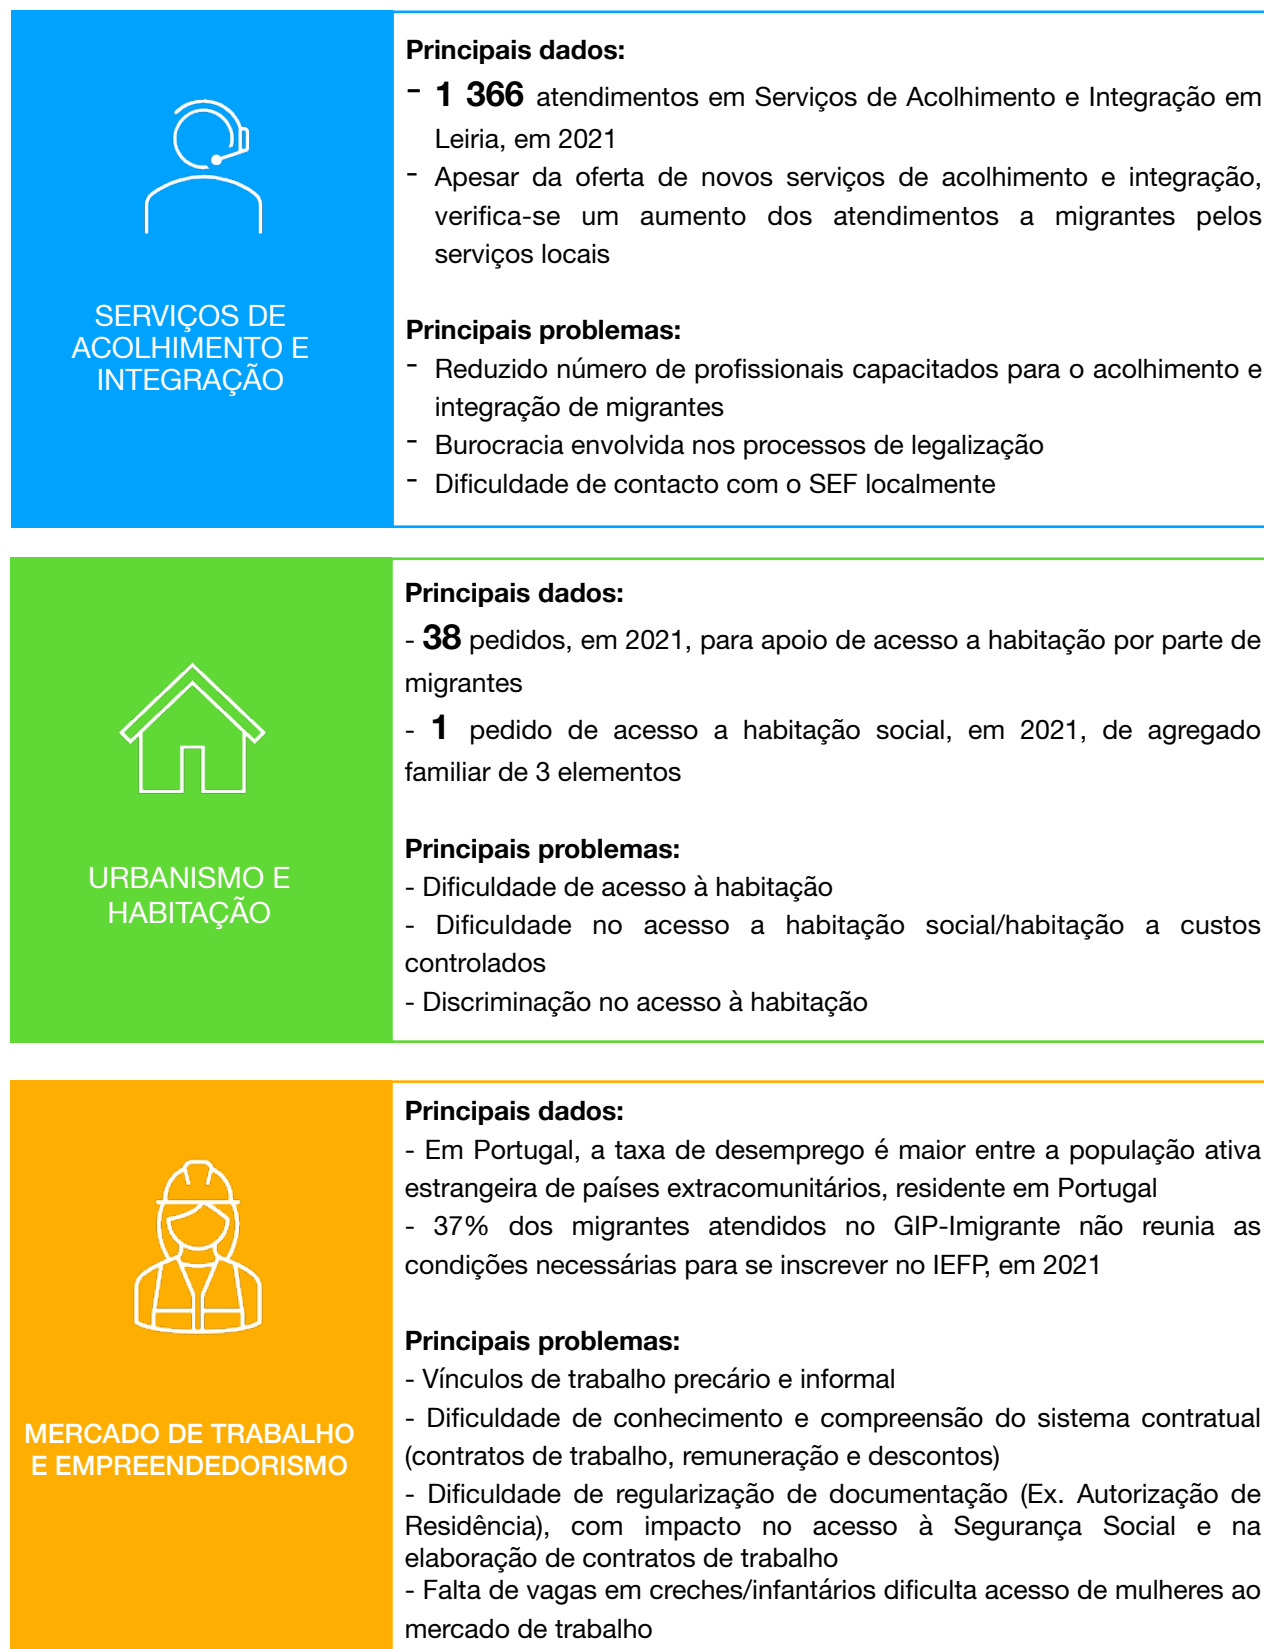 SERVIÇOS DE
ACOLHIMENTO E
INTEGRAÇÃO
Principais dados:
- 1 366 atendimentos em Serviços de Acolhimento e Integração em
Leiria, em 2021
- Apesar da oferta de novos serviços de acolhimento e integração,
verifica-se um aumento dos atendimentos a migrantes pelos
serviços locais
Principais problemas:
- Reduzido número de profissionais capacitados para o acolhimento e
integração de migrantes
- Burocracia envolvida nos processos de legalização
- Dificuldade de contacto com o SEF localmente
URBANISMO E
HABITAÇÃO
Principais dados:
- 38 pedidos, em 2021, para apoio de acesso a habitação por parte de
migrantes
- 1 pedido de acesso a habitação social, em 2021, de agregado
familiar de 3 elementos
Principais problemas:
- Dificuldade de acesso à habitação
- Dificuldade no acesso a habitação social/habitação a custos
controlados
- Discriminação no acesso à habitação
MERCADO DE TRABALHO
E EMPREENDEDORISMO
Principais dados:
- Em Portugal, a taxa de desemprego é maior entre a população ativa
estrangeira de países extracomunitários, residente em Portugal
- 37% dos migrantes atendidos no GIP-Imigrante não reunia as
condições necessárias para se inscrever no IEFP, em 2021
Principais problemas:
- Vínculos de trabalho precário e informal
- Dificuldade de conhecimento e compreensão do sistema contratual
(contratos de trabalho, remuneração e descontos)
- Dificuldade de regularização de documentação (Ex. Autorização de
Residência), com impacto no acesso à Segurança Social e na
elaboração de contratos de trabalho
- Falta de vagas em creches/infantários dificulta acesso de mulheres ao
mercado de trabalho